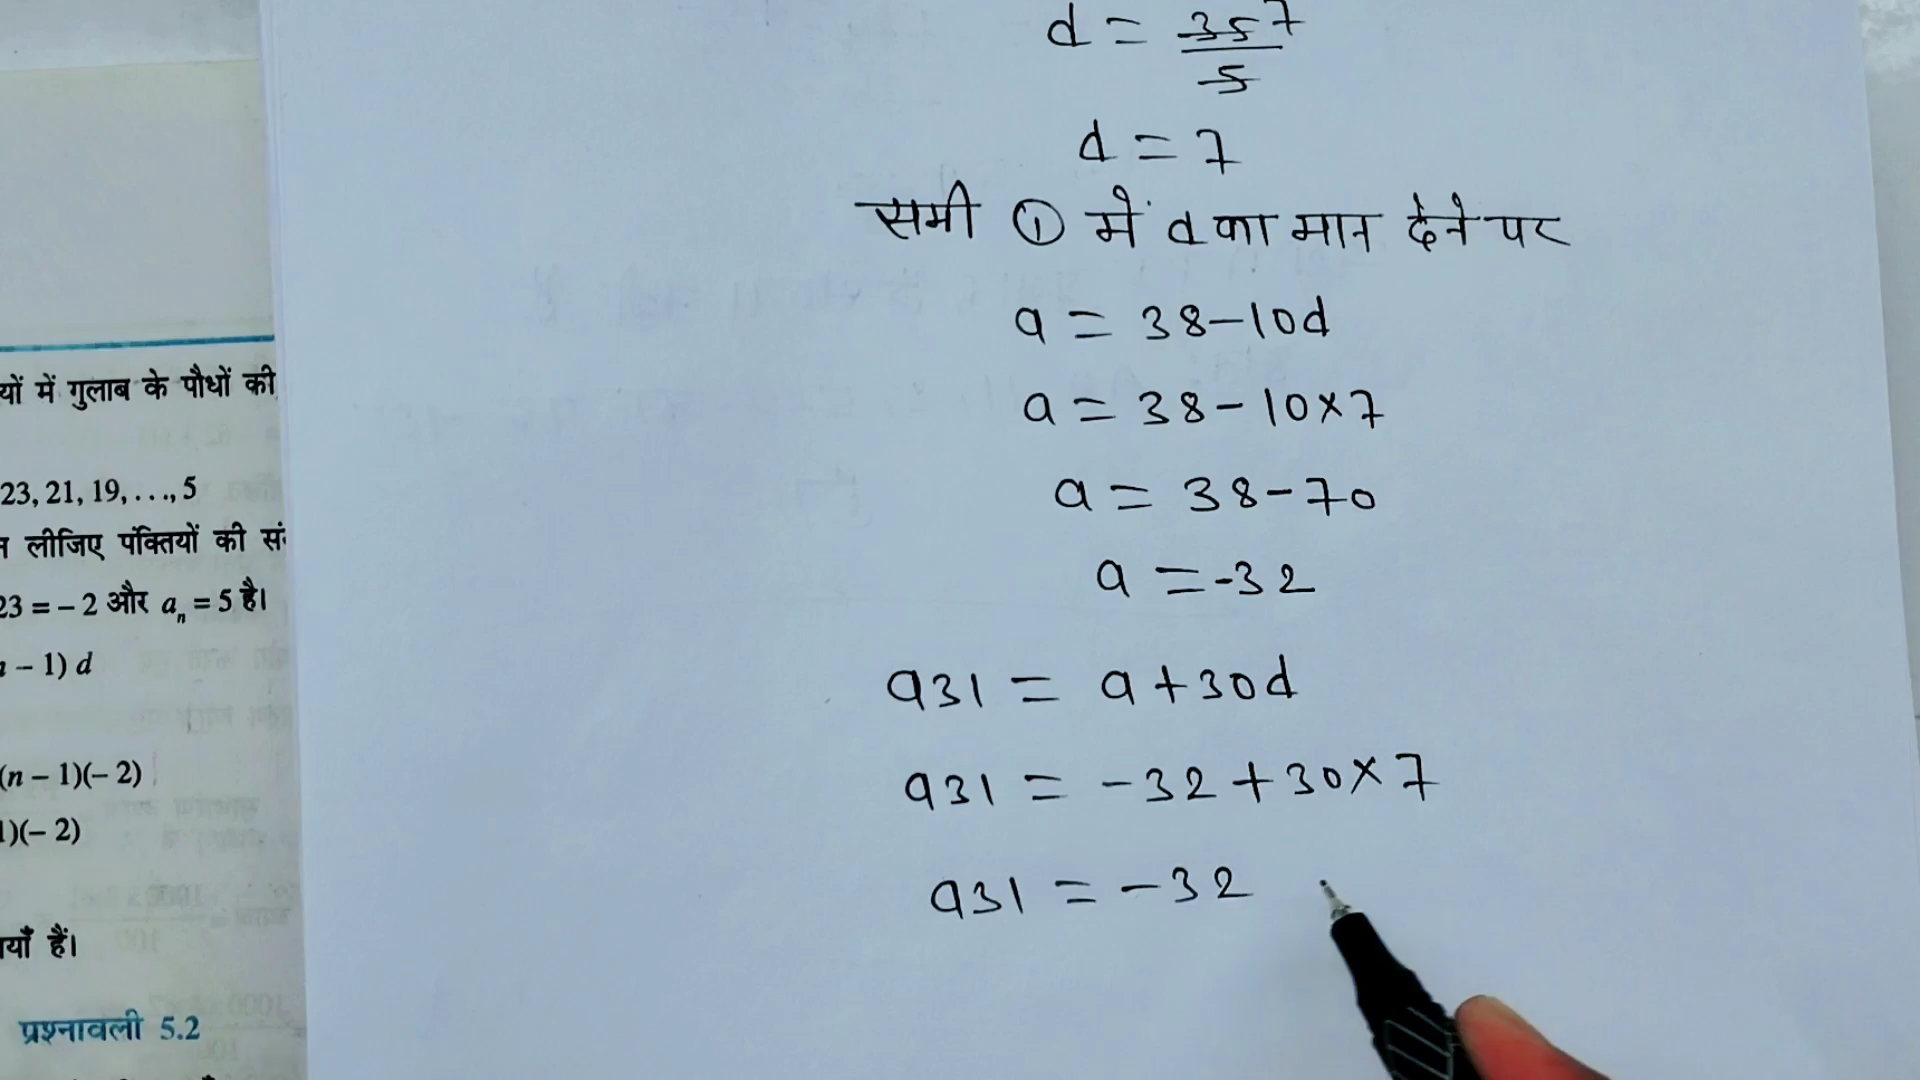 d = 35 7
5
d = 7
समी ① में d का मान देने पर
a = 38-10d
a = 38-10×7
a = 38-70
a = -32
a31 = a+30d
a31 = -32+30×7
a31 = -32
यों में गुलाब के पौधों की
23, 21, 19, . . ., 5
लीजिए पंक्तियों की
23 = – 2 और aₙ = 5 है।
– 1) d
(n – 1)(– 2)
1)(– 2)
याँ हैं।
प्रश्नावली 5.2